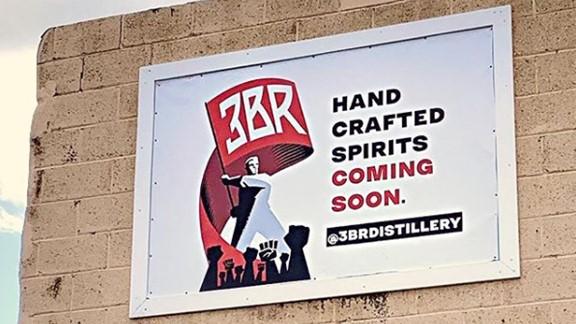 3BR
HAND
CRAFTED
SPIRITS
COMING
SOON.
@3BRDISTILLERY